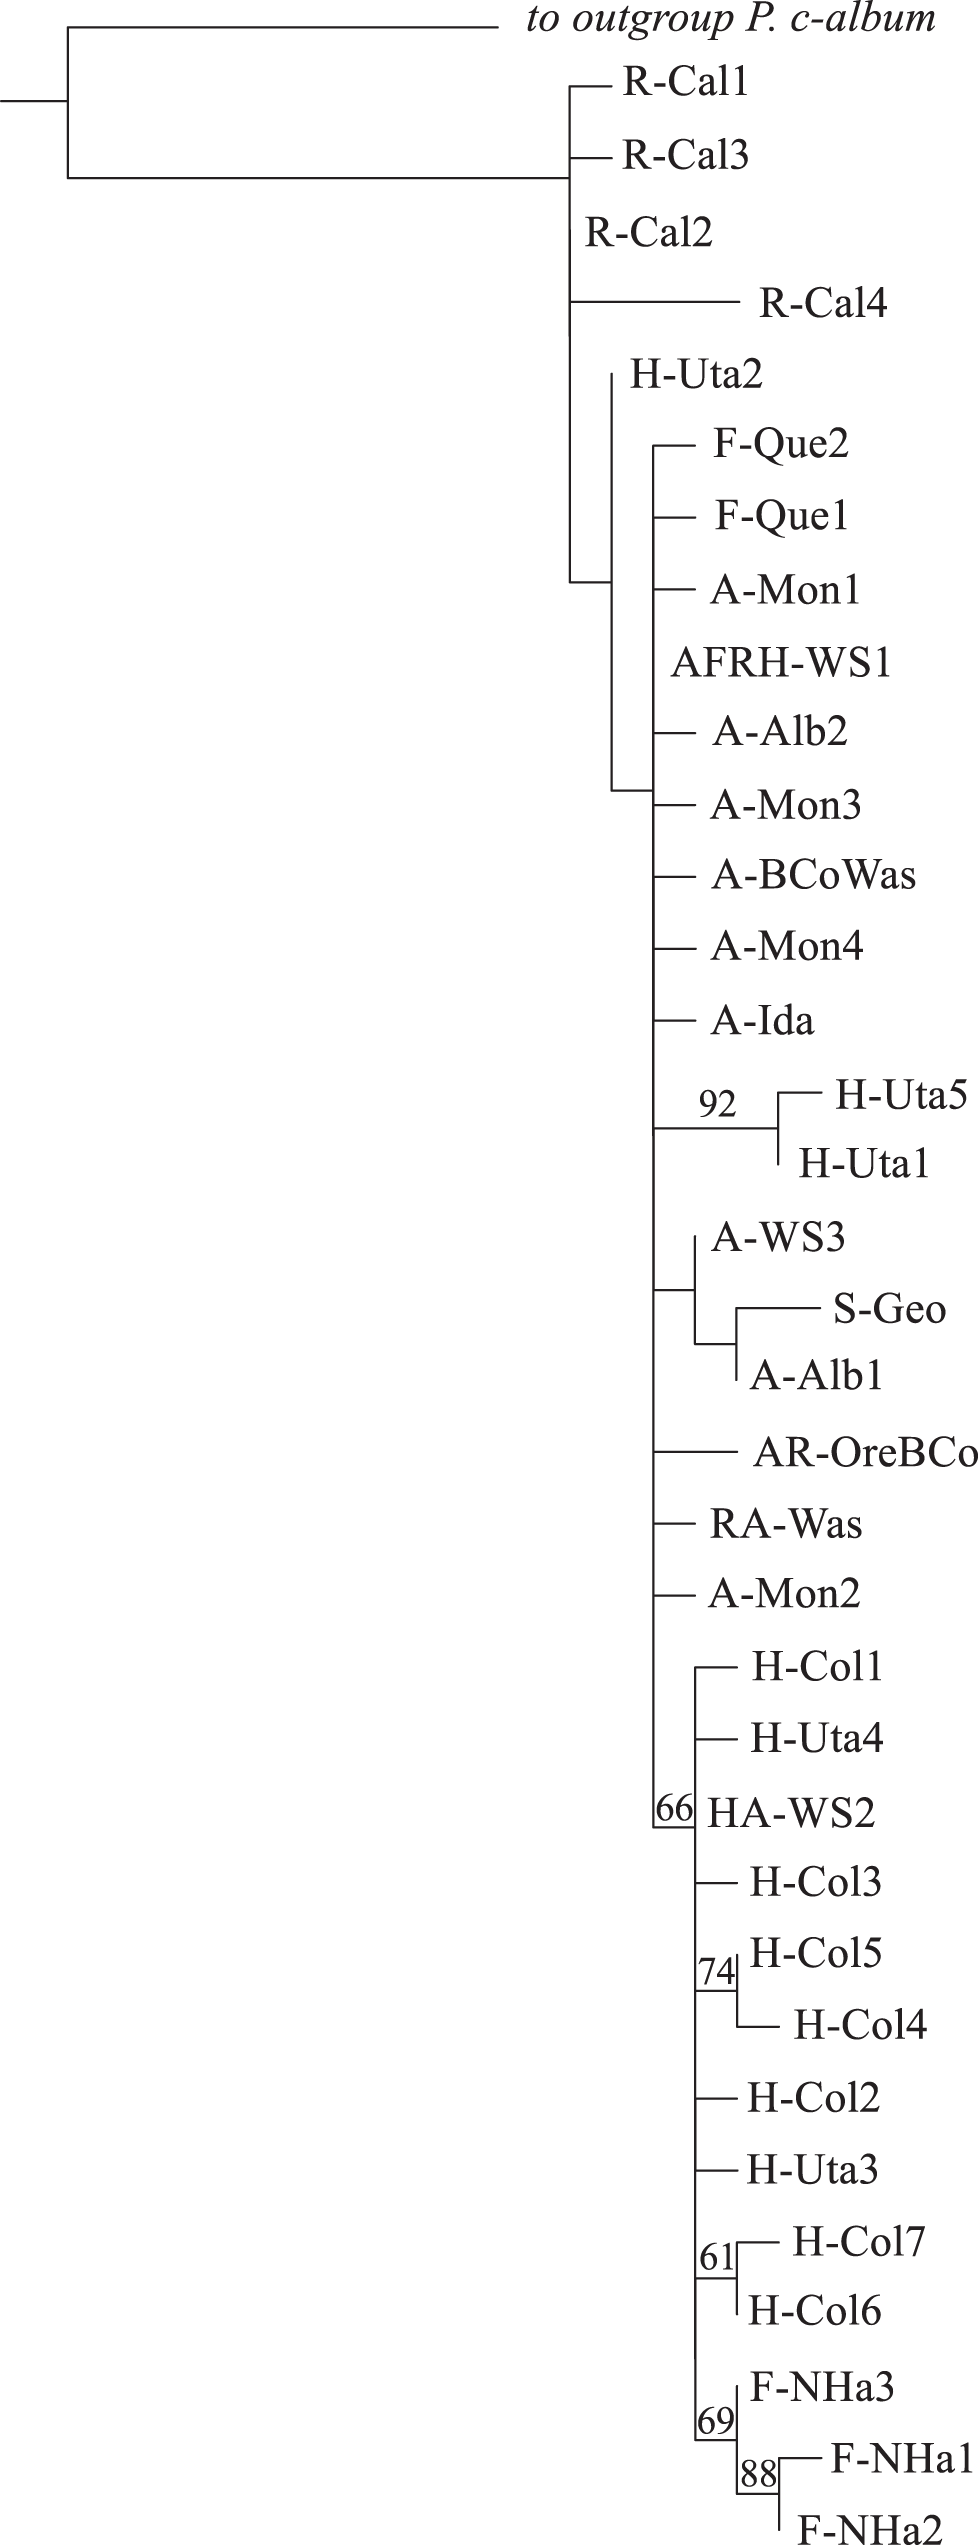 to outgroup P. c-album
R-Cal1
R-Cal3
R-Cal2
R-Cal4
H-Uta2
F-Que2
F-Que1
A-Mon1
AFRH-WS1
A-Alb2
A-Mon3
A-BCoWas
A-Mon4
A-Ida
92
H-Uta5
H-Uta1
A-WS3
S-Geo
A-Alb1
AR-OreBCo
RA-Was
A-Mon2
H-Col1
H-Uta4
66 HA-WS2
H-Col3
H-Col5
74
H-Col4
H-Col2
H-Uta3
H-Col7
61
H-Col6
F-NHa3
69
F-NHa1
88
F-NHa2